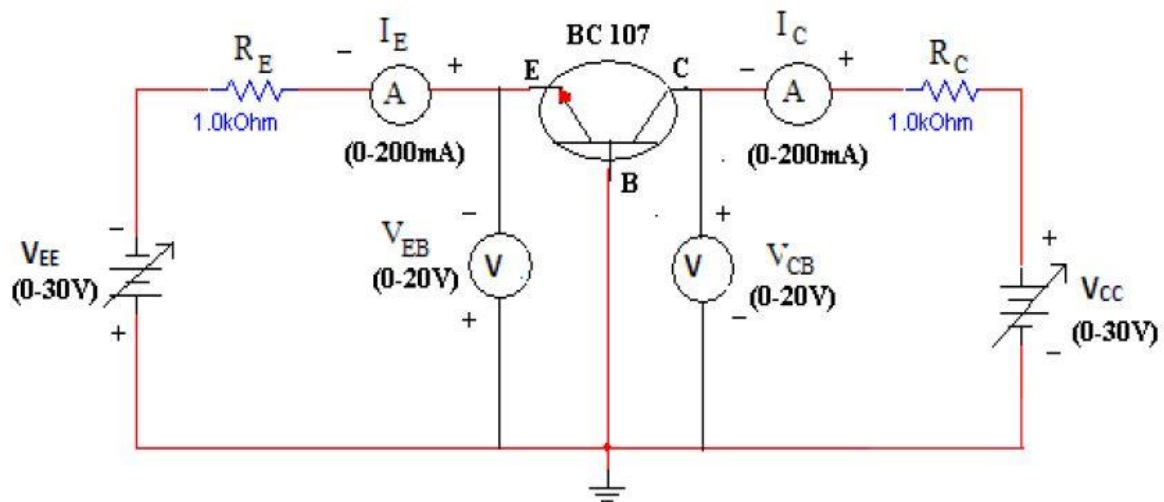 BC 107
R_E
− I_E +
E
C
− I_C +
R_C
A
A
1.0kOhm
1.0kOhm
(0-200mA)
(0-200mA)
B
−
V_EE
(0-30V)
+
−
V_EB
(0-20V)
V
+
+
V
V_CB
(0-20V)
−
+
V_CC
(0-30V)
−